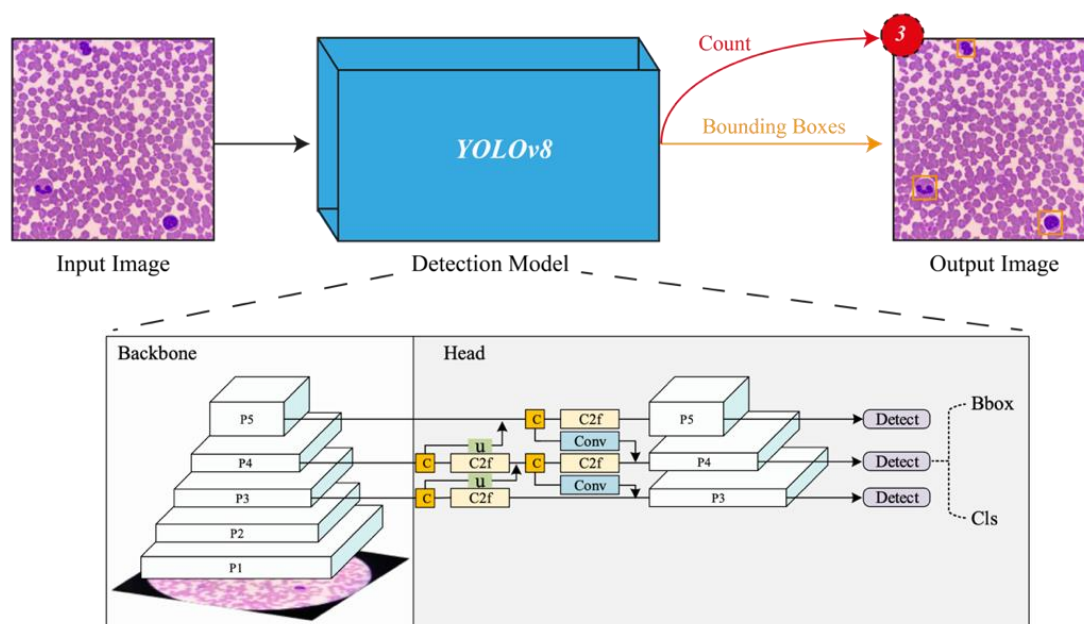 3
Count
YOLOv8
Bounding Boxes
Input Image
Detection Model
Output Image
Backbone
Head
P5
C
C2f
P5
Detect
Bbox
u
Conv
P4
C
C2f
C
C2f
P4
Detect
u
Conv
P3
C
C2f
P3
Detect
Cls
P2
P1